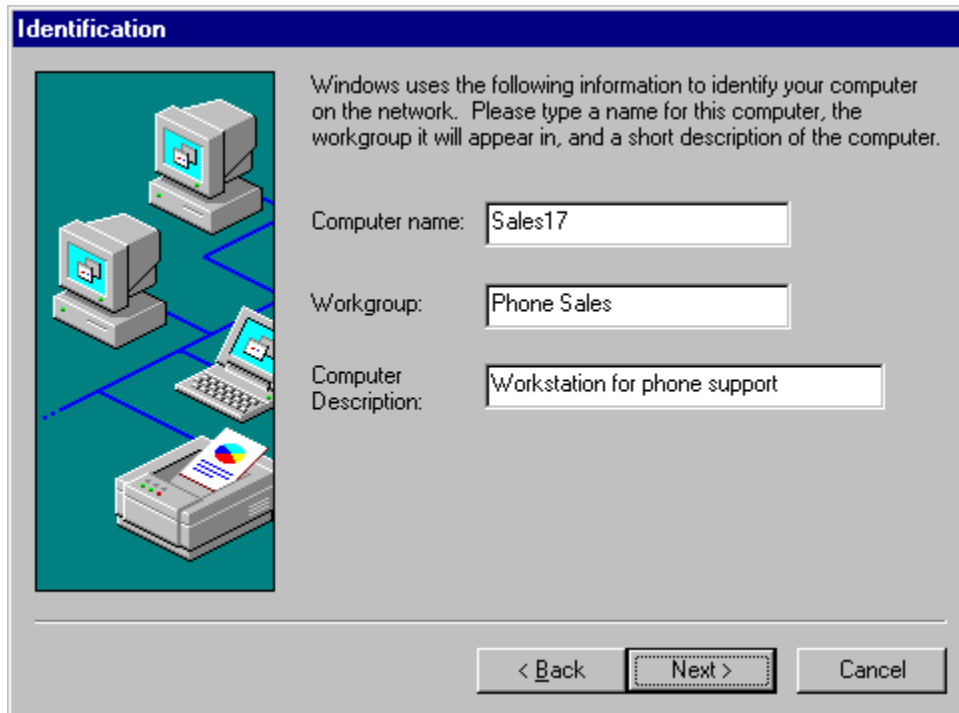 Identification
Windows uses the following information to identify your computer
on the network.  Please type a name for this computer, the
workgroup it will appear in, and a short description of the computer.
Computer name: Sales17
Workgroup: Phone Sales
Computer
Description: Workstation for phone support
< Back Next > Cancel